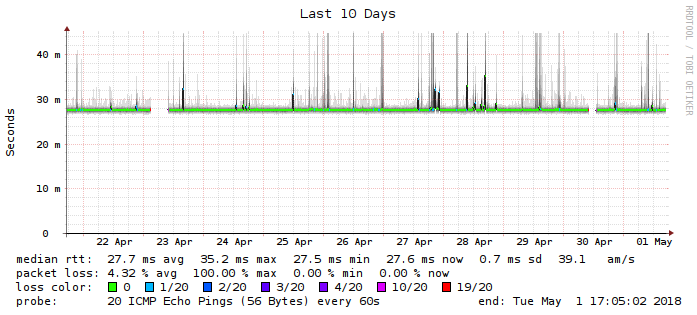 Last 10 Days
RRDTOOL / TOBI OETIKER
Seconds
40 m
30 m
20 m
10 m
0
22 Apr 23 Apr 24 Apr 25 Apr 26 Apr 27 Apr 28 Apr 29 Apr 30 Apr 01 May
median rtt: 27.7 ms avg 35.2 ms max 27.5 ms min 27.6 ms now 0.7 ms sd 39.1 am/s
packet loss: 4.32 % avg 100.00 % max 0.00 % min 0.00 % now
loss color: 0 1/20 2/20 3/20 4/20 10/20 19/20
probe: 20 ICMP Echo Pings (56 Bytes) every 60s end: Tue May 1 17:05:02 2018